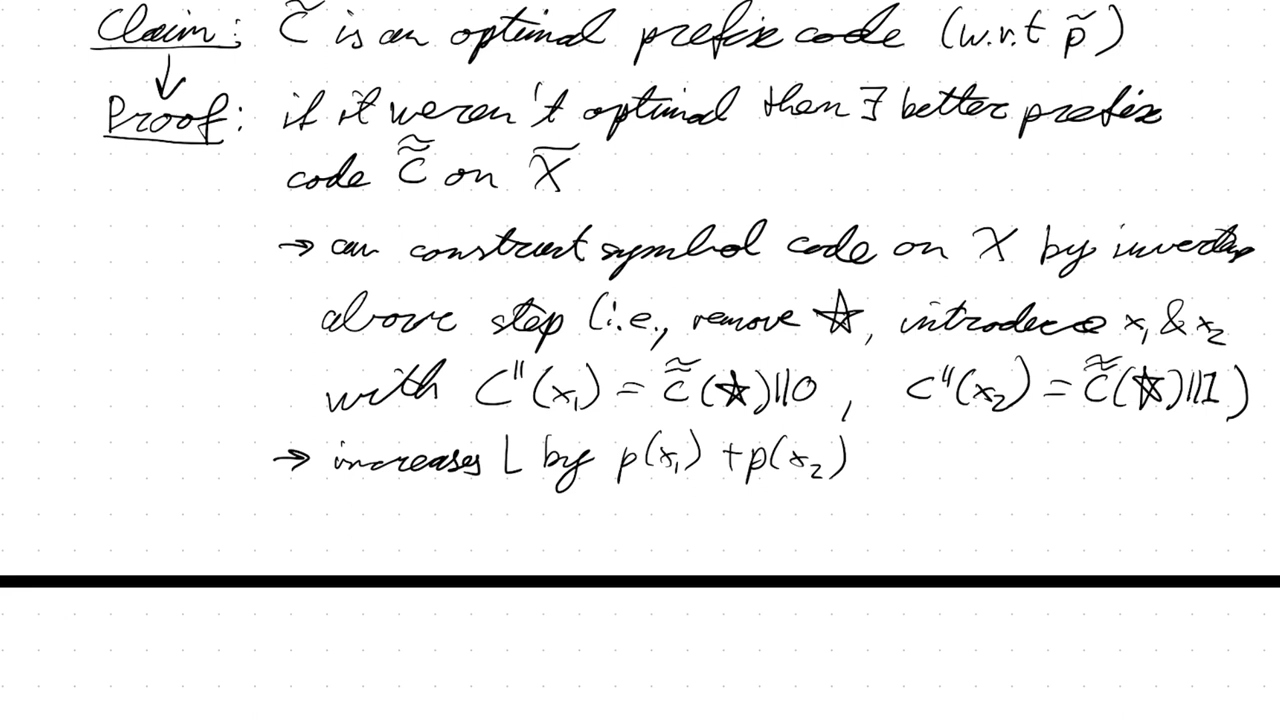 Claim: C̃ is an optimal prefix code (w.r.t p̃)
↓
Proof: if it weren't optimal then ∃ better prefix
code C̃̃ on X̃
→ can construct symbol code on X by inverting
above step (i.e., remove ☆, introduce x₁ & x₂
with C''(x₁) = C̃̃(☆)||0, C''(x₂) = C̃̃(☆)||1)
→ increases L by p(x₁) + p(x₂)